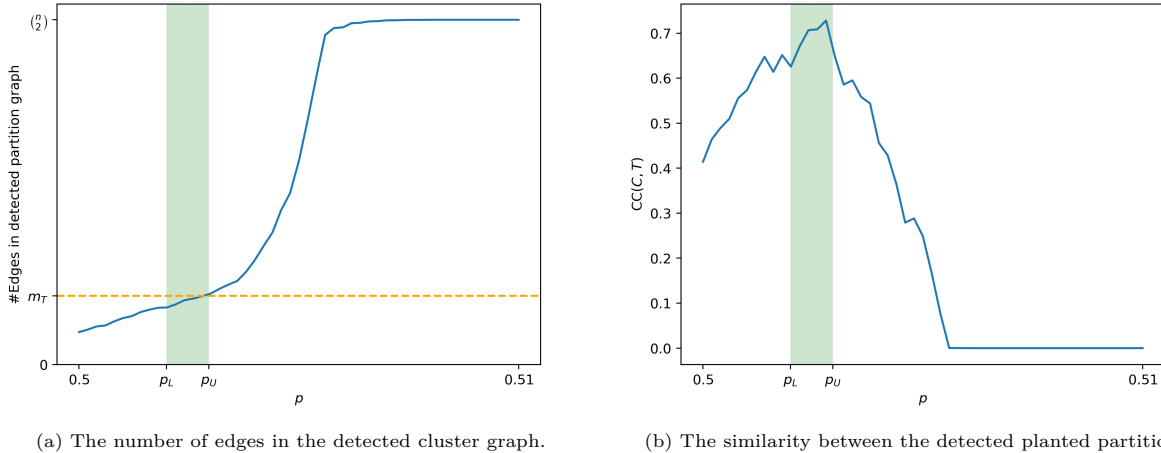 (n 2)
#Edges in detected partition graph
m_T
0
0.5
p_L
p_U
0.51
p
(a) The number of edges in the detected cluster graph.
0.7
0.6
0.5
0.4
0.3
0.2
0.1
0.0
CC(C, T)
0.5
p_L
p_U
0.51
p
(b) The similarity between the detected planted partitio